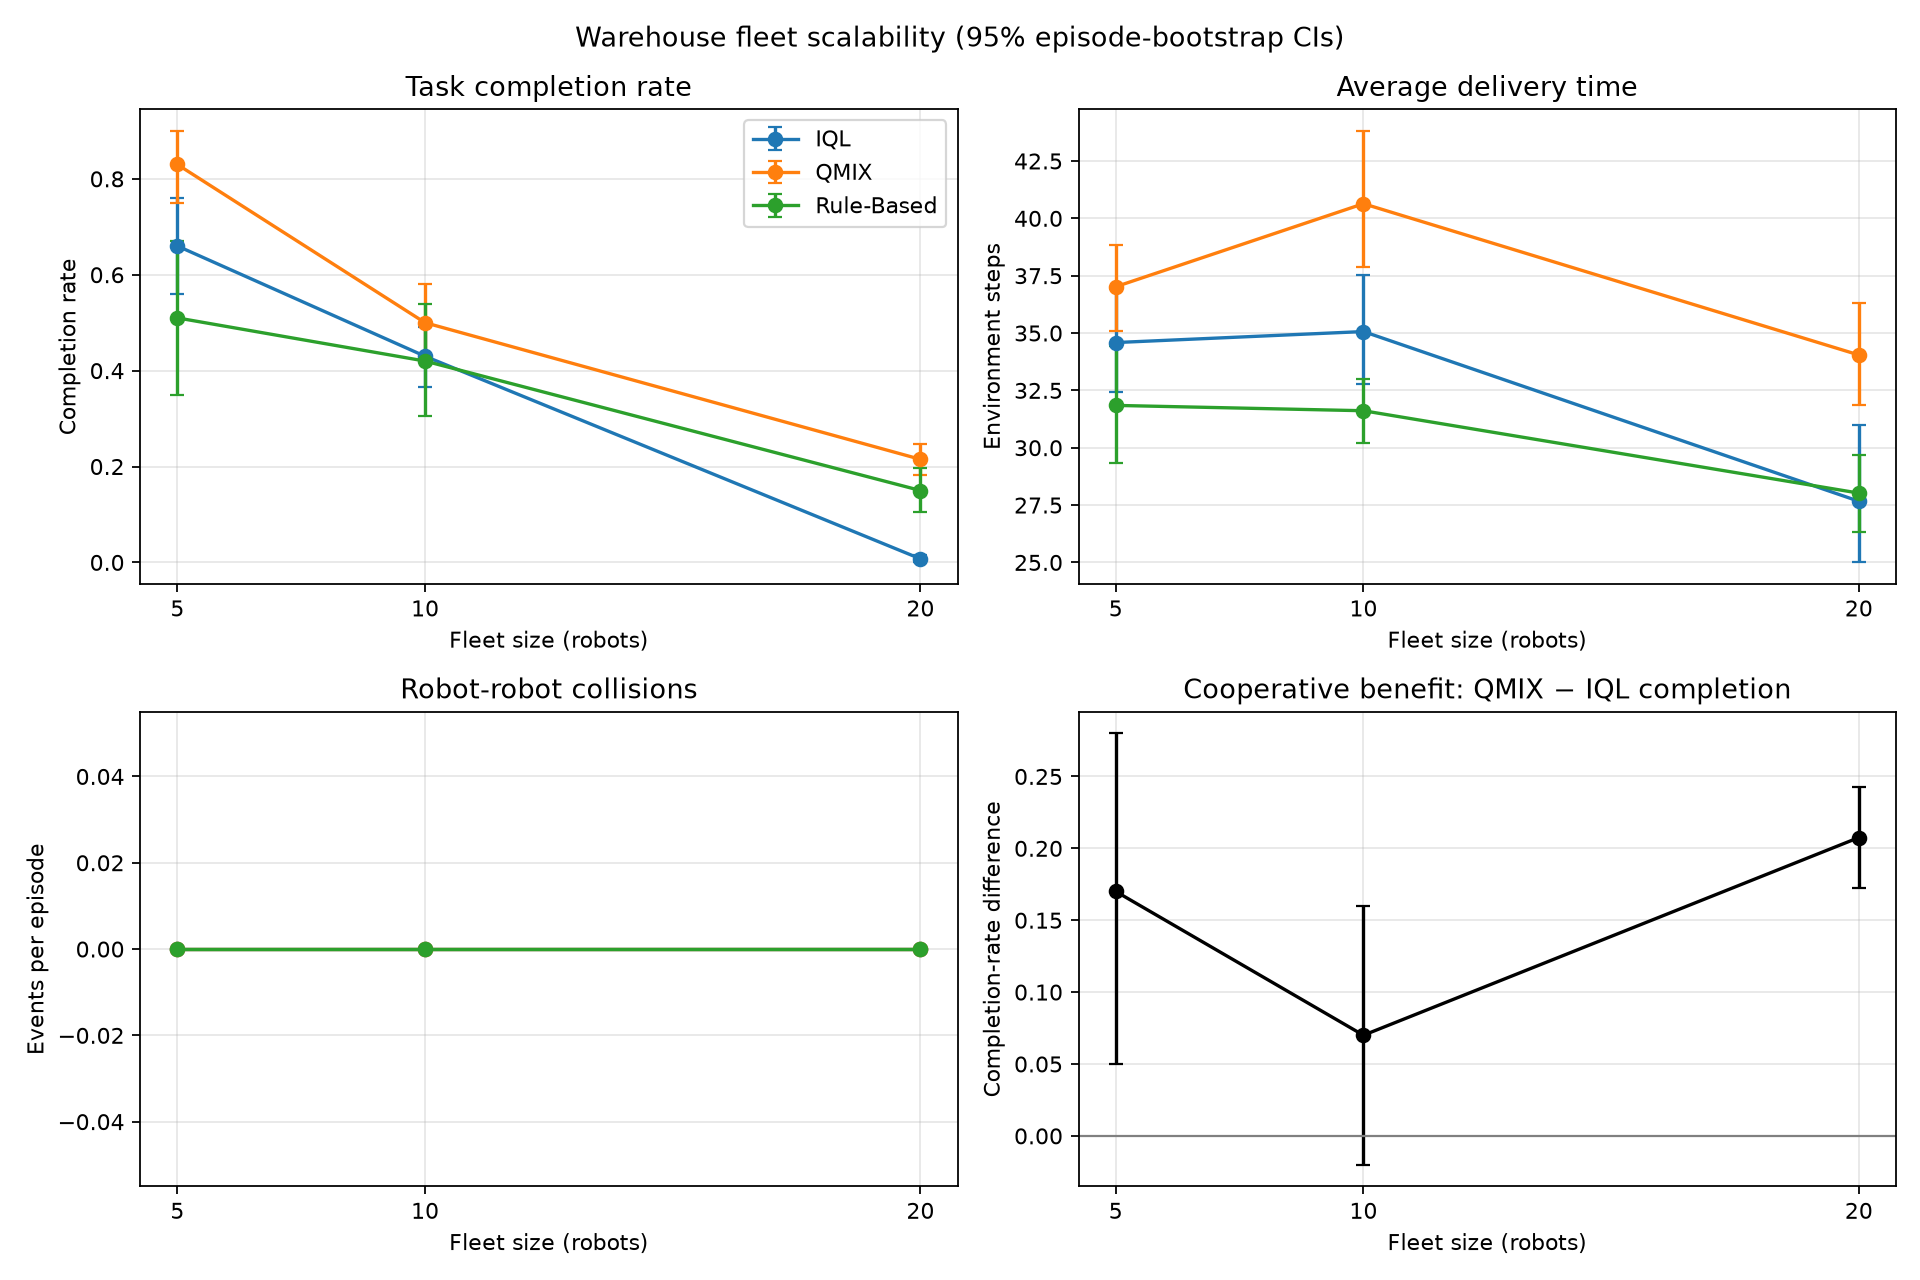 Warehouse fleet scalability (95% episode-bootstrap CIs)
Task completion rate
Completion rate
0.8
0.6
0.4
0.2
0.0
IQL
QMIX
Rule-Based
5
10
20
Fleet size (robots)
Average delivery time
Environment steps
42.5
40.0
37.5
35.0
32.5
30.0
27.5
25.0
5
10
20
Fleet size (robots)
Robot-robot collisions
Events per episode
0.04
0.02
0.00
−0.02
−0.04
5
10
20
Fleet size (robots)
Cooperative benefit: QMIX − IQL completion
Completion-rate difference
0.25
0.20
0.15
0.10
0.05
0.00
5
10
20
Fleet size (robots)